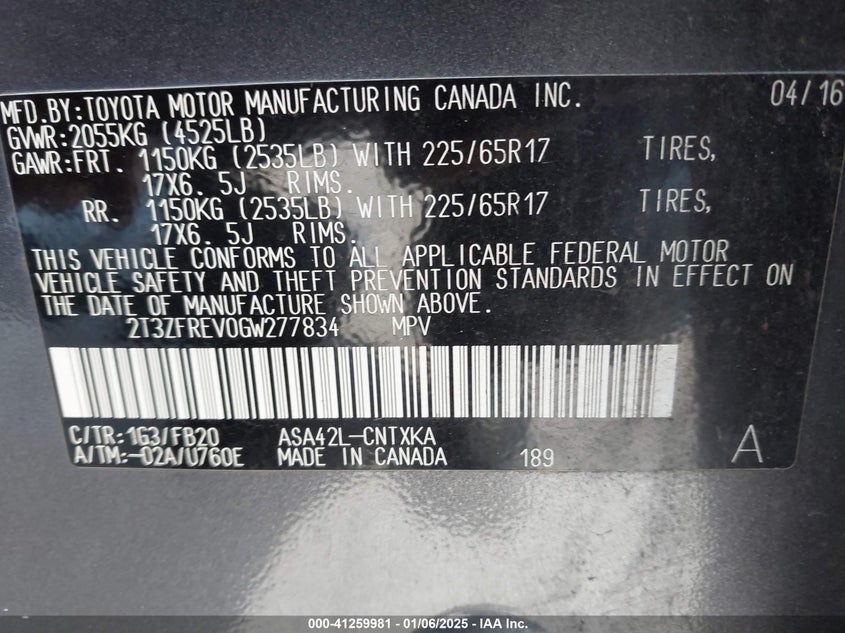 MFD.BY:TOYOTA MOTOR MANUFACTURING CANADA INC. 04/16
GVWR:2055KG (4525LB)
GAWR:FRT. 1150KG (2535LB) WITH 225/65R17 TIRES,
17X6.5J RIMS.
RR. 1150KG (2535LB) WITH 225/65R17 TIRES,
17X6.5J RIMS.
THIS VEHICLE CONFORMS TO ALL APPLICABLE FEDERAL MOTOR
VEHICLE SAFETY AND THEFT PREVENTION STANDARDS IN EFFECT ON
THE DATE OF MANUFACTURE SHOWN ABOVE.
2T3ZFREV0GW277834 MPV
C/TR:1G3/FB20 ASA42L-CNTXKA
A/TM:-02A/U760E MADE IN CANADA 189 A
000-41259981 - 01/06/2025 - IAA Inc.